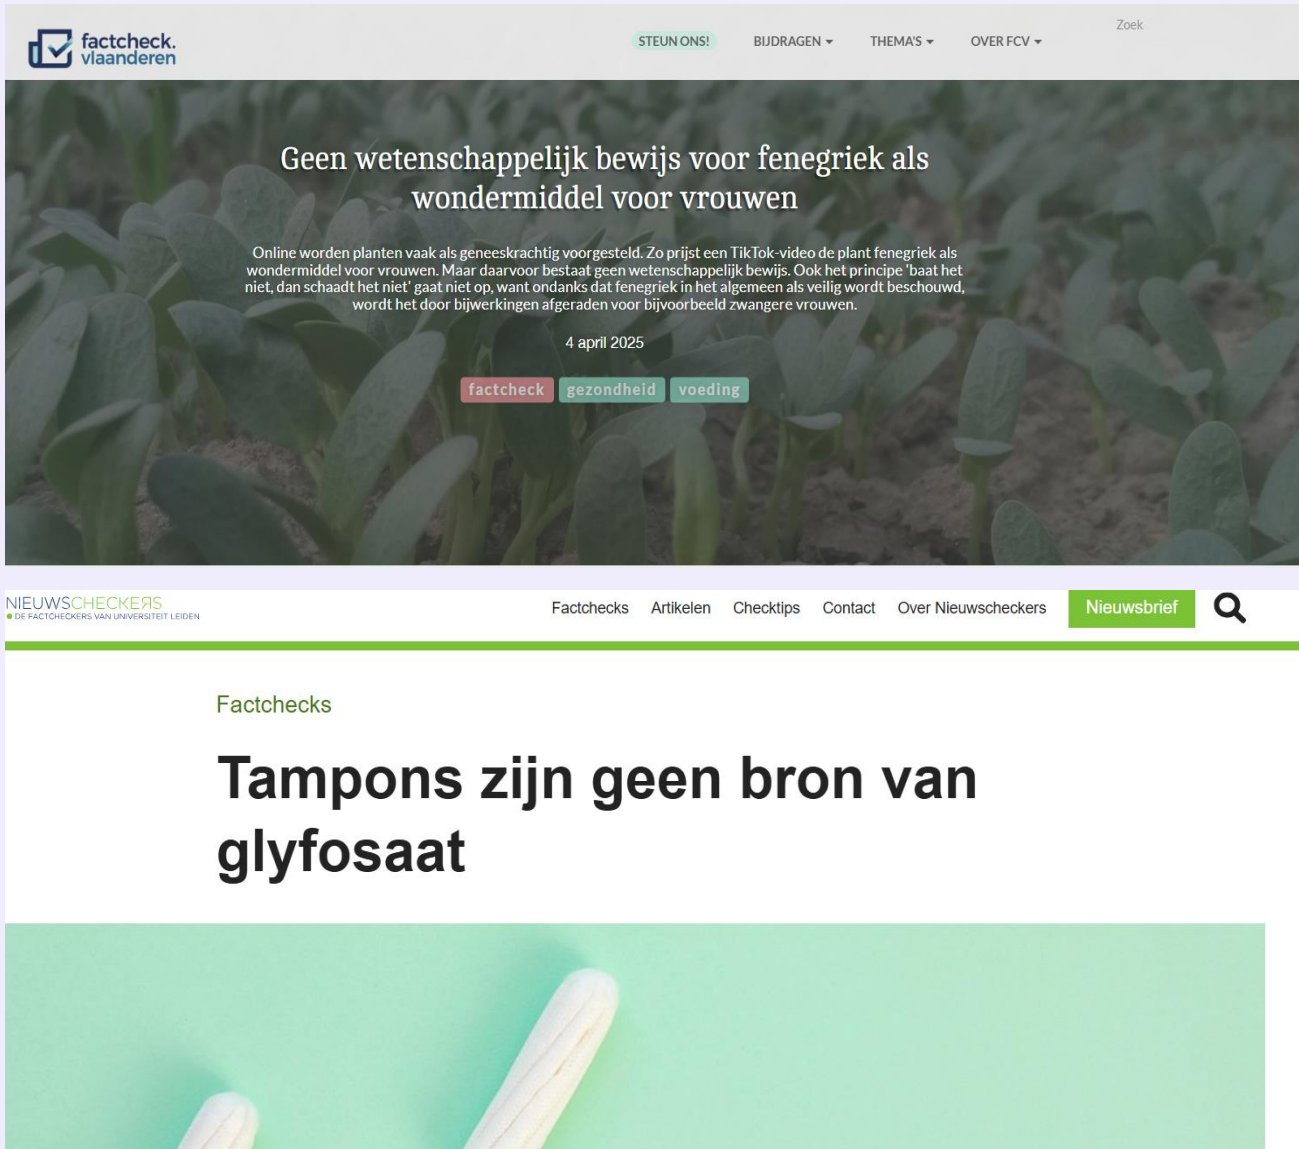 factcheck.
vlaanderen
STEUN ONS! BIJDRAGEN THEMA'S OVER FCV Zoek
Geen wetenschappelijk bewijs voor fenegriek als
wondermiddel voor vrouwen
Online worden planten vaak als geneeskrachtig voorgesteld. Zo prijst een TikTok-video de plant fenegriek als
wondermiddel voor vrouwen. Maar daarvoor bestaat geen wetenschappelijk bewijs. Ook het principe 'baat het
niet, dan schaadt het niet' gaat niet op, want ondanks dat fenegriek in het algemeen als veilig wordt beschouwd,
wordt het door bijwerkingen afgeraden voor bijvoorbeeld zwangere vrouwen.
4 april 2025
factcheck gezondheid voeding
NIEUWSCHECKERS
DE FACTCHECKERS VAN UNIVERSITEIT LEIDEN
Factchecks Artikelen Checktips Contact Over Nieuwscheckers Nieuwsbrief
Factchecks
Tampons zijn geen bron van
glyfosaat